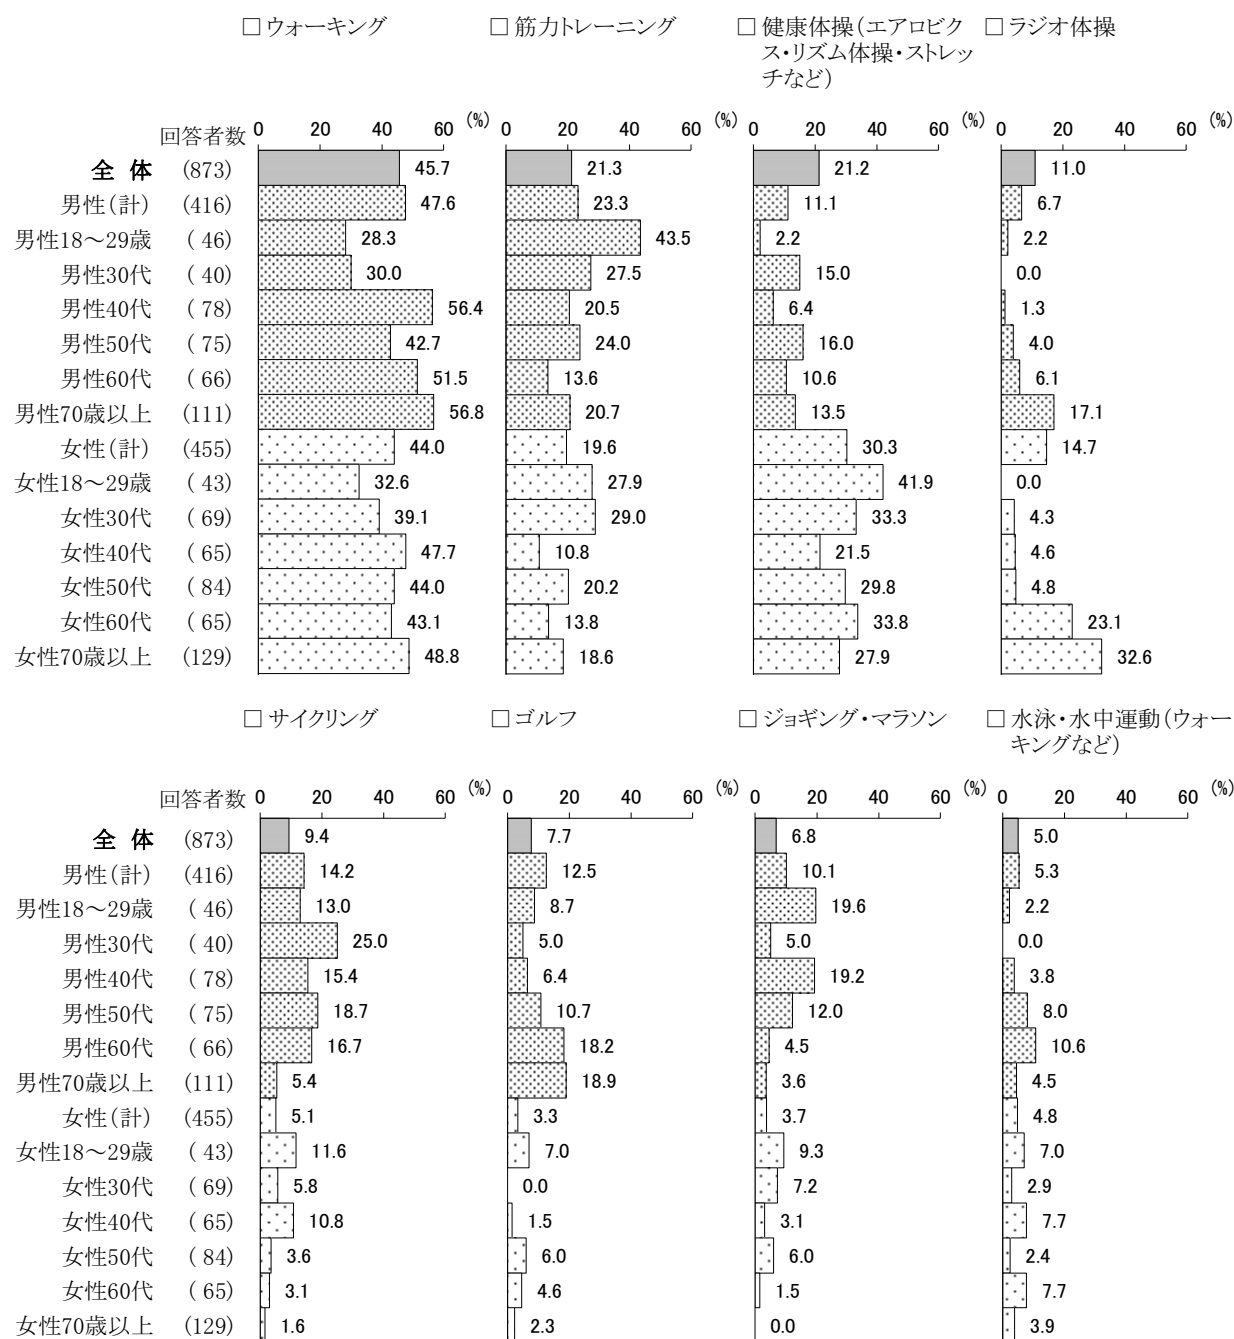 □ ウォーキング □ 筋力トレーニング □ 健康体操（エアロビク □ ラジオ体操
ス・リズム体操・ストレッ
チなど）
回答者数 0 20 40 60 (%) 0 20 40 60 (%) 0 20 40 60 (%) 0 20 40 60 (%)
全 体 (873) 45.7 21.3 21.2 11.0
男性（計） (416) 47.6 23.3 11.1 6.7
男性18～29歳 ( 46) 28.3 43.5 2.2 2.2
男性30代 ( 40) 30.0 27.5 15.0 0.0
男性40代 ( 78) 56.4 20.5 6.4 1.3
男性50代 ( 75) 42.7 24.0 16.0 4.0
男性60代 ( 66) 51.5 13.6 10.6 6.1
男性70歳以上 (111) 56.8 20.7 13.5 17.1
女性（計） (455) 44.0 19.6 30.3 14.7
女性18～29歳 ( 43) 32.6 27.9 41.9 0.0
女性30代 ( 69) 39.1 29.0 33.3 4.3
女性40代 ( 65) 47.7 10.8 21.5 4.6
女性50代 ( 84) 44.0 20.2 29.8 4.8
女性60代 ( 65) 43.1 13.8 33.8 23.1
女性70歳以上 (129) 48.8 18.6 27.9 32.6
□ サイクリング □ ゴルフ □ ジョギング・マラソン □ 水泳・水中運動（ウォー
キングなど）
回答者数 0 20 40 60 (%) 0 20 40 60 (%) 0 20 40 60 (%) 0 20 40 60 (%)
全 体 (873) 9.4 7.7 6.8 5.0
男性（計） (416) 14.2 12.5 10.1 5.3
男性18～29歳 ( 46) 13.0 8.7 19.6 2.2
男性30代 ( 40) 25.0 5.0 5.0 0.0
男性40代 ( 78) 15.4 6.4 19.2 3.8
男性50代 ( 75) 18.7 10.7 12.0 8.0
男性60代 ( 66) 16.7 18.2 4.5 10.6
男性70歳以上 (111) 5.4 18.9 3.6 4.5
女性（計） (455) 5.1 3.3 3.7 4.8
女性18～29歳 ( 43) 11.6 7.0 9.3 7.0
女性30代 ( 69) 5.8 0.0 7.2 2.9
女性40代 ( 65) 10.8 1.5 3.1 7.7
女性50代 ( 84) 3.6 6.0 6.0 2.4
女性60代 ( 65) 3.1 4.6 1.5 7.7
女性70歳以上 (129) 1.6 2.3 0.0 3.9